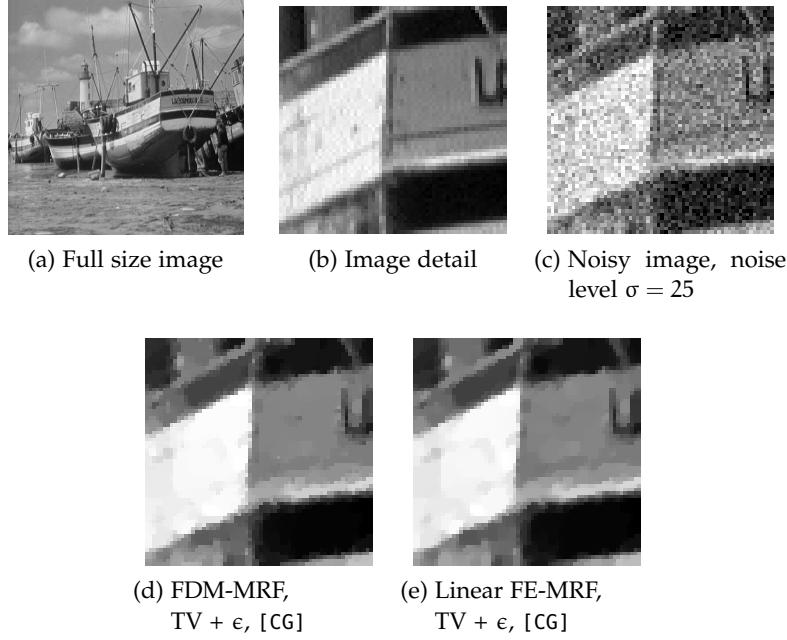 (a) Full size image
(b) Image detail
(c) Noisy image, noise
level σ = 25
(d) FDM-MRF,
TV + ϵ, [CG]
(e) Linear FE-MRF,
TV + ϵ, [CG]